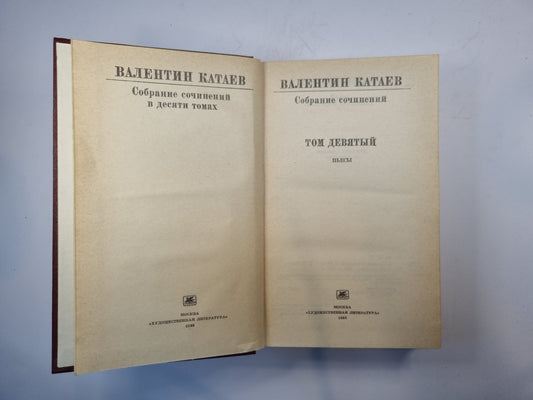 ВАЛЕНТИН КАТАЕВ
Собрание сочинений
в десяти томах
МОСКВА
«ХУДОЖЕСТВЕННАЯ ЛИТЕРАТУРА»
ВАЛЕНТИН КАТАЕВ
Собрание сочинений
ТОМ ДЕВЯТЫЙ
ПЬЕСЫ
МОСКВА
«ХУДОЖЕСТВЕННАЯ ЛИТЕРАТУРА»
1986